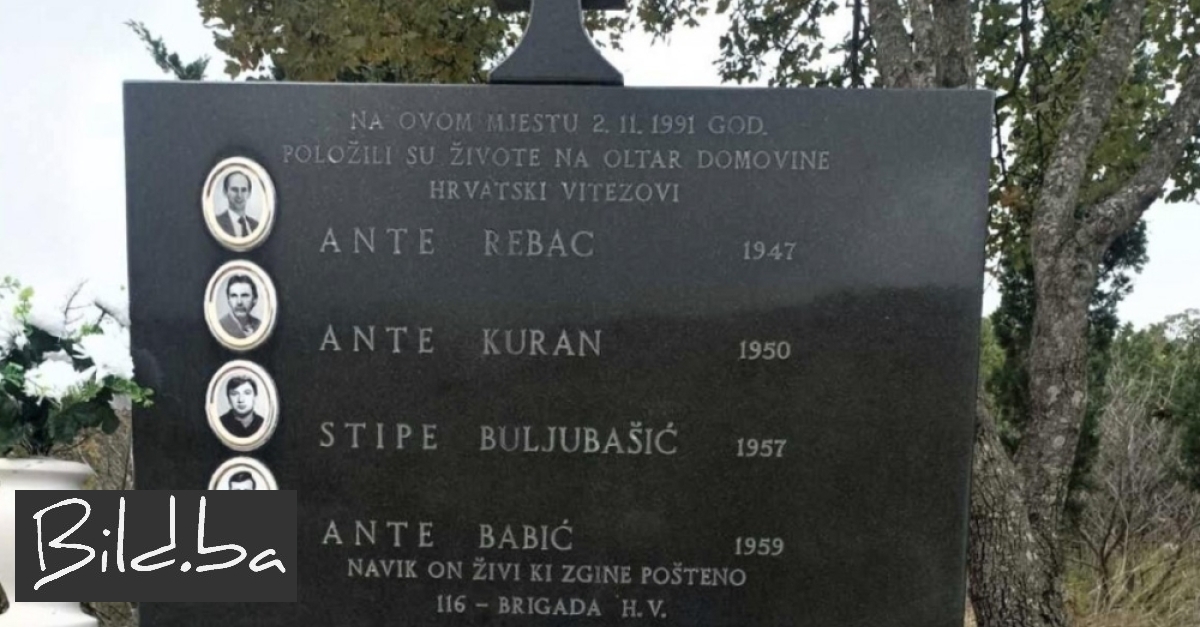 NA OVOM MJESTU 2. 11. 1991 GOD.
POLOŽILI SU ŽIVOTE NA OLTAR DOMOVINE
HRVATSKI VITEZOVI
ANTE REBAC 1947
ANTE KURAN 1950
STIPE BULJUBAŠIĆ 1957
ANTE BABIĆ 1959
NAVIK ON ŽIVI KI ZGINE POŠTENO
116 - BRIGADA H.V.
Bild.ba